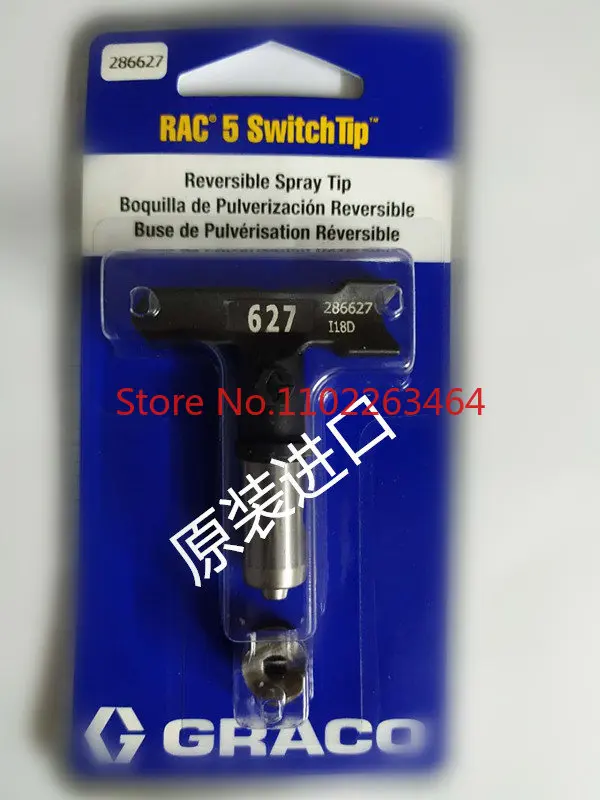 286627
RAC® 5 SwitchTip™
Reversible Spray Tip
Boquilla de Pulverización Reversible
Buse de Pulvérisation Réversible
627
286627
I18D
Store No.1102263464
原装进口
GRACO